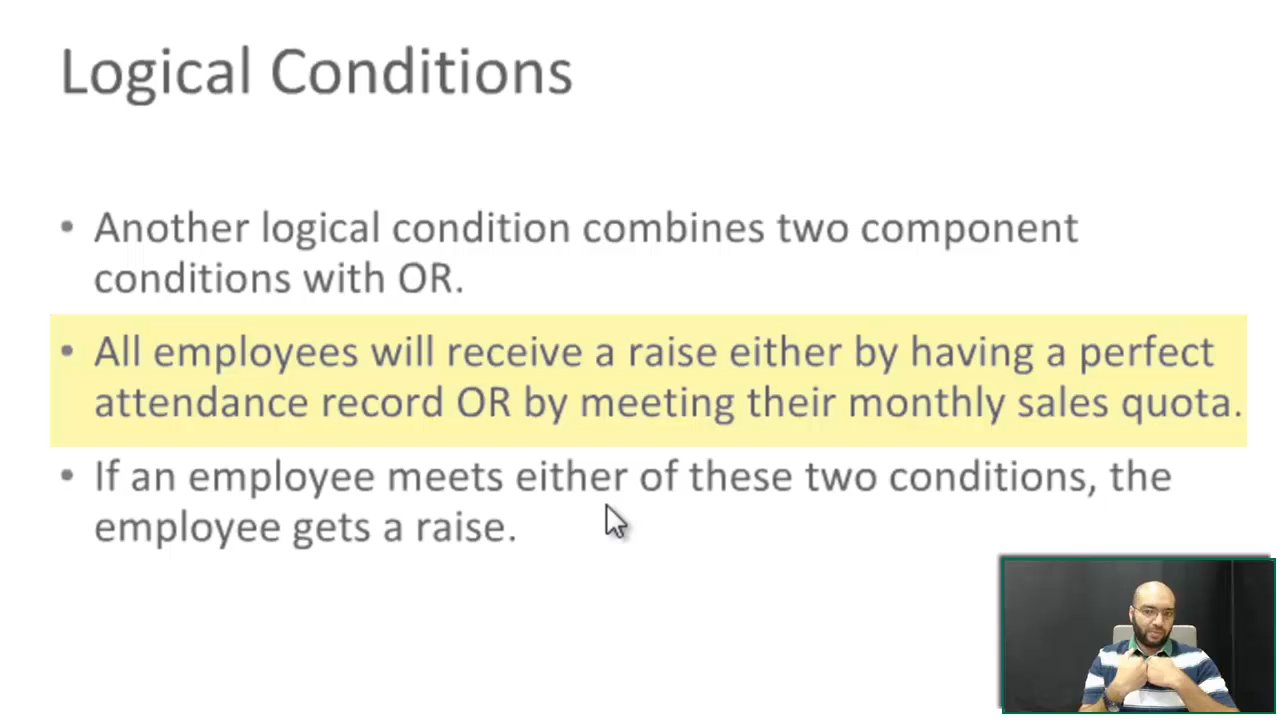 Logical Conditions
• Another logical condition combines two component
conditions with OR.
• All employees will receive a raise either by having a perfect
attendance record OR by meeting their monthly sales quota.
• If an employee meets either of these two conditions, the
employee gets a raise.